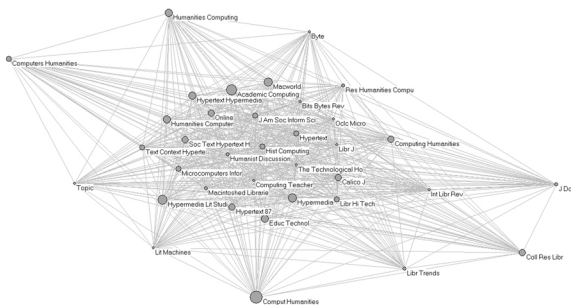 Humanities Computing
Byte
Computers Humanities
Macworld
Res Humanities Compu
Academic Computing
Hypertext Hypermedia
Bits Bytes Rev
Online
J Am Soc Inform Sci
Oclc Micro
Humanities Computer
Hypertext
Computing Humanities
Soc Text Hypertext H
Hist Computing
Libr J
Text Context Hyperte
Humanist Discussion
Microcomputers Infor
The Technological Ho
Topic
Computing Teacher
Calico J
J Do
Macintoshed Librarie
Int Libr Rev
Hypermedia Lit Studi
Hypermedia
Libr Hi Tech
Hypertext 87
Educ Technol
Lit Machines
Coll Res Libr
Libr Trends
Comput Humanities